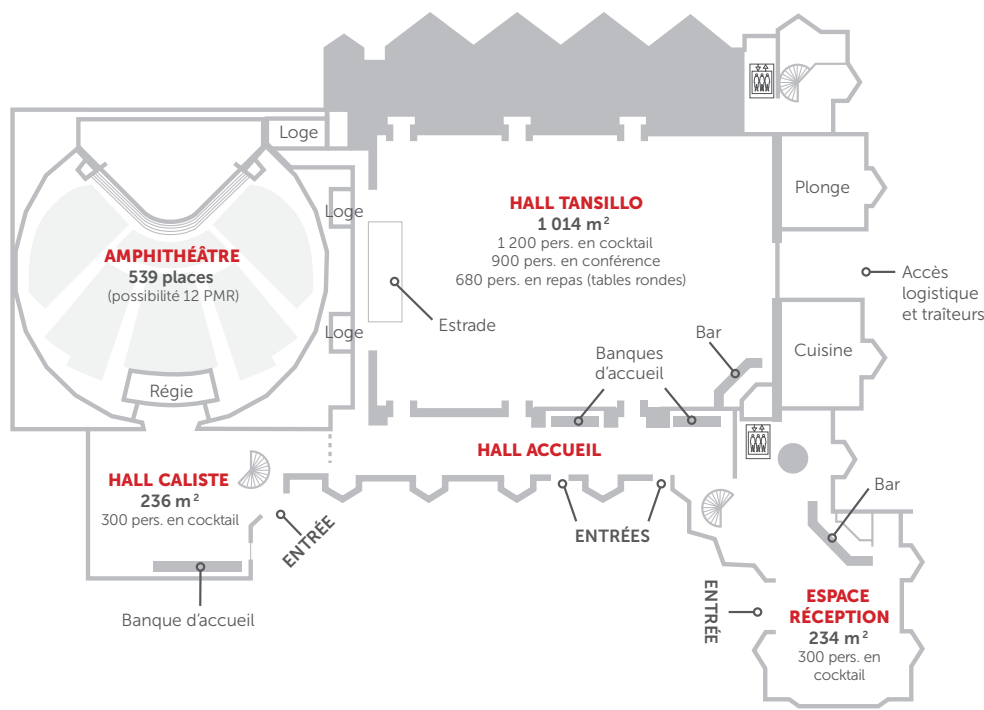 Loge
Loge
Loge
AMPHITHÉÂTRE
539 places
(possibilité 12 PMR)
Régie
HALL TANSILLO
1 014 m²
1 200 pers. en cocktail
900 pers. en conférence
680 pers. en repas (tables rondes)
Estrade
Plonge
Accès
logistique
et traîteurs
Cuisine
Bar
Banques
d'accueil
HALL ACCUEIL
HALL CALISTE
236 m²
300 pers. en cocktail
ENTRÉE
Banque d'accueil
ENTRÉES
Bar
ENTRÉE
ESPACE
RÉCEPTION
234 m²
300 pers. en
cocktail